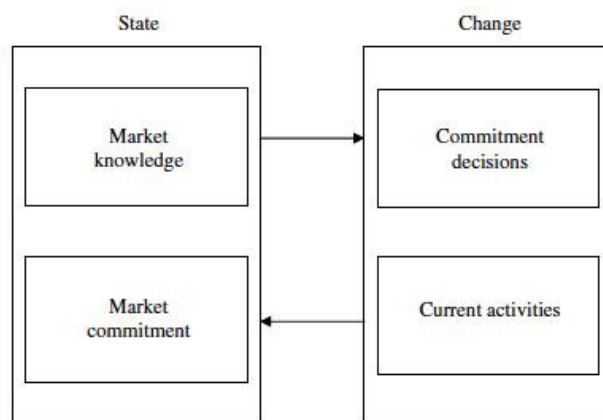 State
Change
Market
knowledge
Commitment
decisions
Market
commitment
Current activities